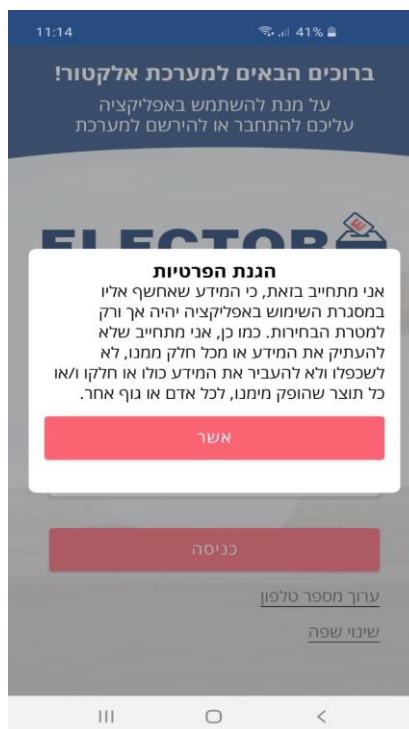 11:14
41%
ברוכים הבאים למערכת אלקטור!
על מנת להשתמש באפליקציה
עליכם להתחבר או להירשם למערכת
ELECTOR
הגנת הפרטיות
אני מתחייב בזאת, כי המידע שאחשף אליו
במסגרת השימוש באפליקציה יהיה אך ורק
למטרת הבחירות. כמו כן, אני מתחייב שלא
להעתיק את המידע או מכל חלק ממנו, לא
לשכפלו ולא להעביר את המידע כולו או חלקו ו/או
כל תוצר שהופק מימנו, לכל אדם או גוף אחר.
אשר
כניסה
ערוך מספר טלפון
שינוי שפה